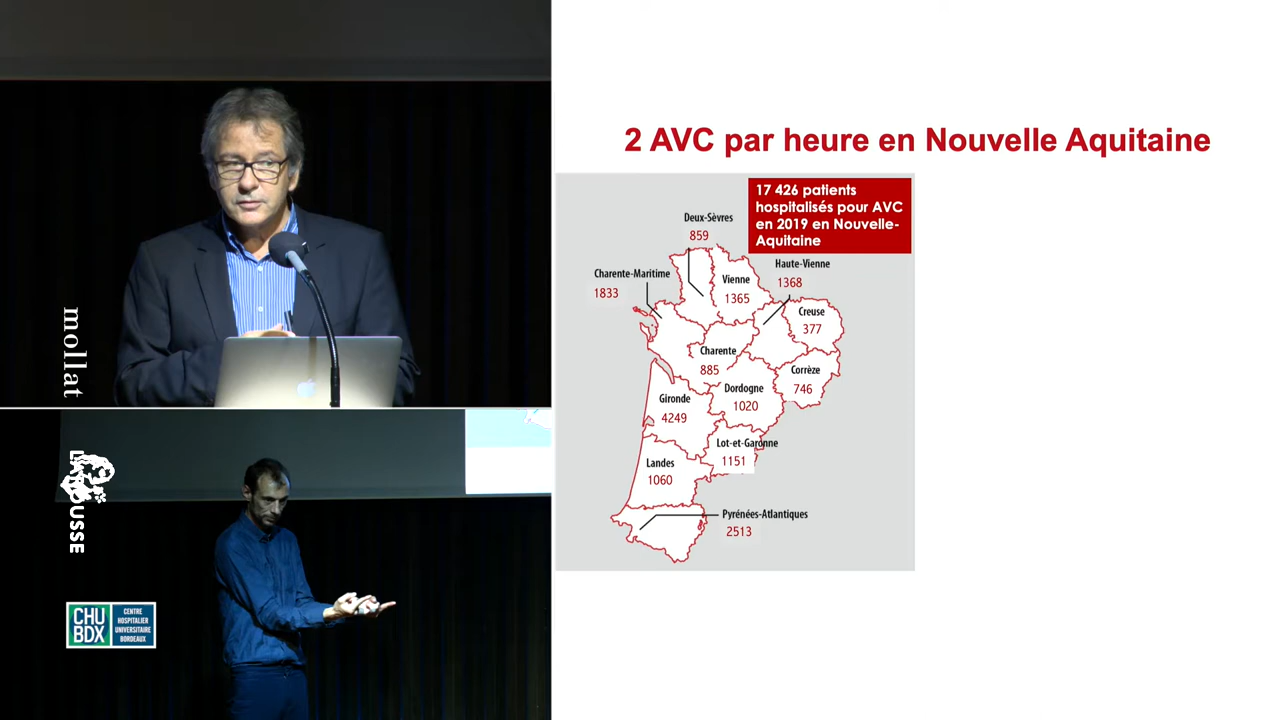 2 AVC par heure en Nouvelle Aquitaine
17 426 patients
hospitalisés pour AVC
en 2019 en Nouvelle-
Aquitaine
Deux-Sèvres
859
Haute-Vienne
1368
Charente-Maritime
1833
Vienne
1365
Creuse
377
Charente
885
Corrèze
746
Dordogne
1020
Gironde
4249
Lot-et-Garonne
1151
Landes
1060
Pyrénées-Atlantiques
2513
mollat
LAROUSSE
CHU
BDX
CENTRE
HOSPITALIER
UNIVERSITAIRE
BORDEAUX